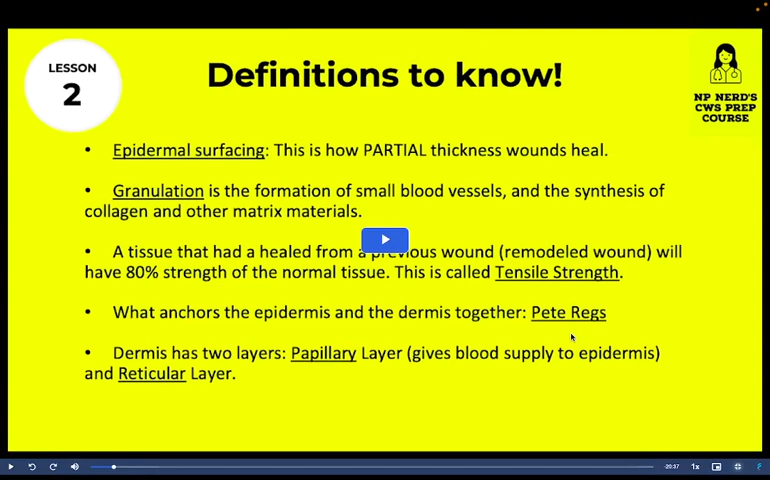 LESSON
2
Definitions to know!
NP NERD'S
CWS PREP
COURSE
• Epidermal surfacing: This is how PARTIAL thickness wounds heal.
• Granulation is the formation of small blood vessels, and the synthesis of
collagen and other matrix materials.
• A tissue that had a healed from a previous wound (remodeled wound) will
have 80% strength of the normal tissue. This is called Tensile Strength.
• What anchors the epidermis and the dermis together: Pete Regs
• Dermis has two layers: Papillary Layer (gives blood supply to epidermis)
and Reticular Layer.
-20:37
1x